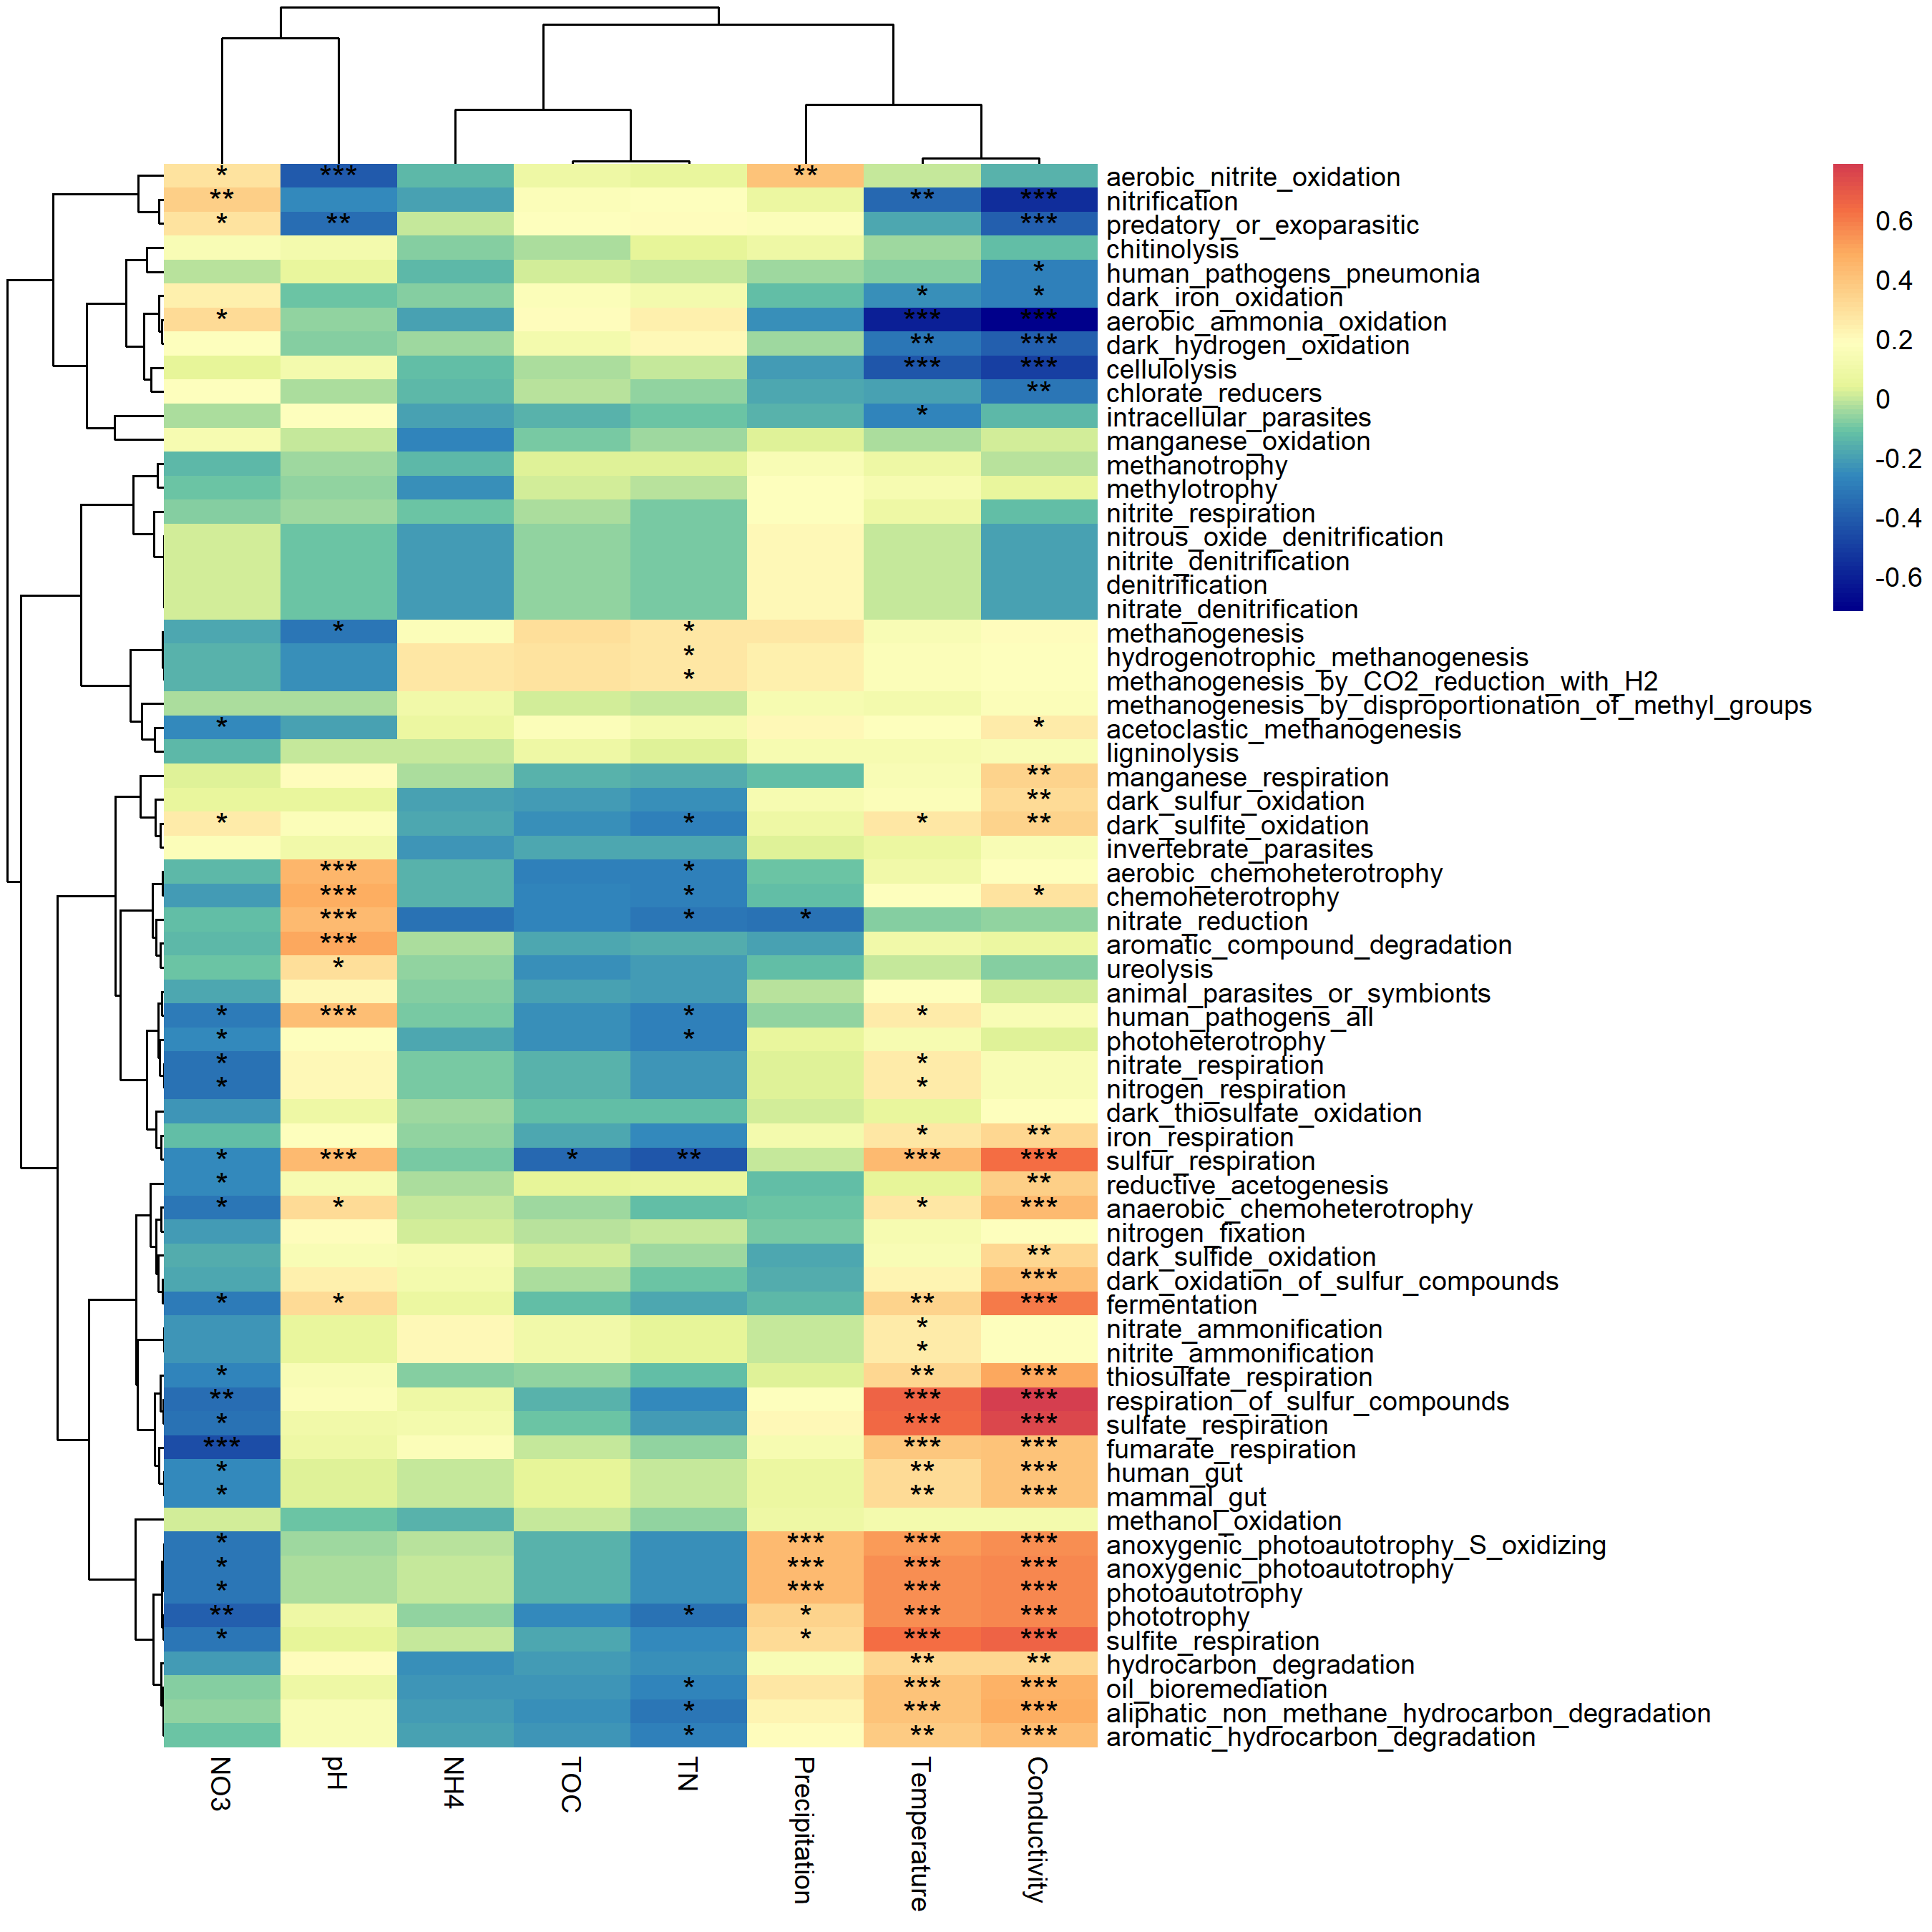 * *** ** aerobic_nitrite_oxidation
** ** *** nitrification
* ** *** predatory_or_exoparasitic
chitinolysis
* human_pathogens_pneumonia
* * dark_iron_oxidation
* *** *** aerobic_ammonia_oxidation
** *** dark_hydrogen_oxidation
*** *** cellulolysis
** chlorate_reducers
* intracellular_parasites
manganese_oxidation
methanotrophy
methylotrophy
nitrite_respiration
nitrous_oxide_denitrification
nitrite_denitrification
denitrification
nitrate_denitrification
* * methanogenesis
* hydrogenotrophic_methanogenesis
* methanogenesis_by_CO2_reduction_with_H2
methanogenesis_by_disproportionation_of_methyl_groups
* * acetoclastic_methanogenesis
ligninolysis
** manganese_respiration
** dark_sulfur_oxidation
* * * ** dark_sulfite_oxidation
invertebrate_parasites
*** * aerobic_chemoheterotrophy
*** * * chemoheterotrophy
*** * * nitrate_reduction
*** aromatic_compound_degradation
* ureolysis
animal_parasites_or_symbionts
* *** * * human_pathogens_all
* * photoheterotrophy
* * nitrate_respiration
* * nitrogen_respiration
dark_thiosulfate_oxidation
* ** iron_respiration
* *** * ** *** *** sulfur_respiration
* ** reductive_acetogenesis
* * * *** anaerobic_chemoheterotrophy
nitrogen_fixation
** dark_sulfide_oxidation
*** dark_oxidation_of_sulfur_compounds
* * ** *** fermentation
* nitrate_ammonification
* nitrite_ammonification
* ** *** thiosulfate_respiration
** *** *** respiration_of_sulfur_compounds
* *** *** sulfate_respiration
*** *** *** fumarate_respiration
* ** *** human_gut
* ** *** mammal_gut
methanol_oxidation
* *** *** *** anoxygenic_photoautotrophy_S_oxidizing
* *** *** *** anoxygenic_photoautotrophy
* *** *** *** photoautotrophy
** * * *** *** phototrophy
* * *** *** sulfite_respiration
** ** hydrocarbon_degradation
* *** *** oil_bioremediation
* *** *** aliphatic_non_methane_hydrocarbon_degradation
* ** *** aromatic_hydrocarbon_degradation
NO3
pH
NH4
TOC
TN
Precipitation
Temperature
Conductivity
0.6
0.4
0.2
0
-0.2
-0.4
-0.6